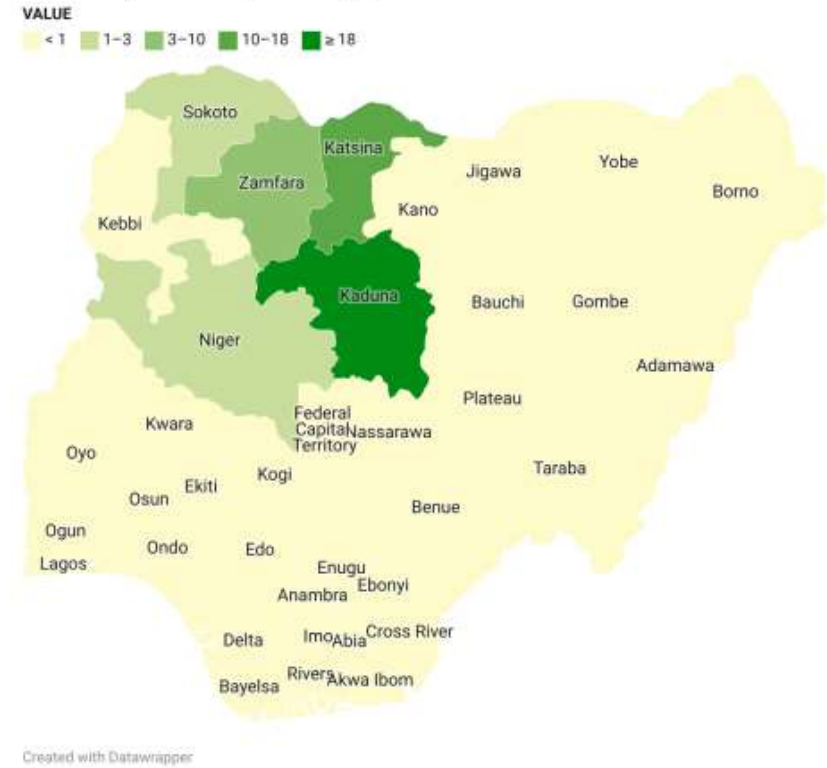 VALUE
< 1 1–3 3–10 10–18 ≥ 18
Sokoto
Katsina
Yobe
Jigawa
Zamfara
Borno
Kano
Kebbi
Kaduna
Bauchi Gombe
Niger
Adamawa
Plateau
Federal
Capital
Territory
Nassarawa
Kwara
Oyo
Taraba
Kogi
Ekiti
Osun
Benue
Ogun
Ondo
Edo
Lagos
Enugu
Ebonyi
Anambra
Cross River
Delta
Imo
Abia
Rivers
Akwa Ibom
Bayelsa
Created with Datawrapper